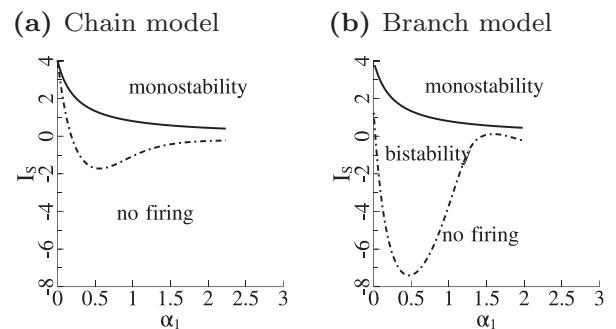 (a) Chain model
(b) Branch model
4
monostability
2
0
I_S
-2
no firing
-4
-6
-8
0 0.5 1 1.5 2 2.5 3
α₁
4
monostability
2
0
bistability
I_S
-2
-4
no firing
-6
-8
0 0.5 1 1.5 2 2.5 3
α₁